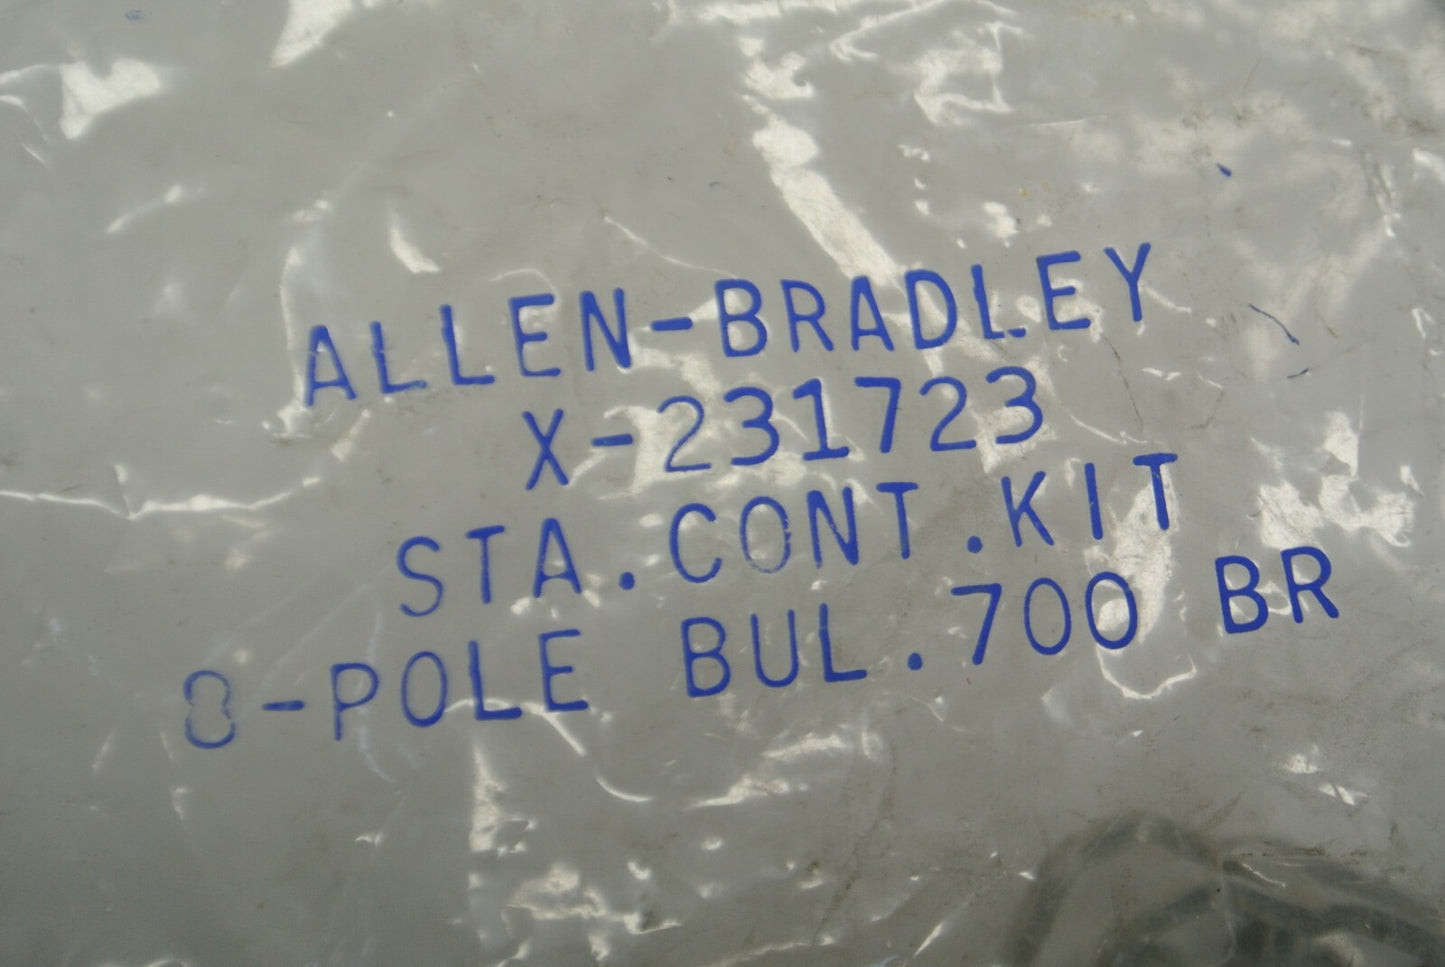 ALLEN-BRADLEY
X-231723
STA.CONT.KIT
8-POLE BUL.700 BR